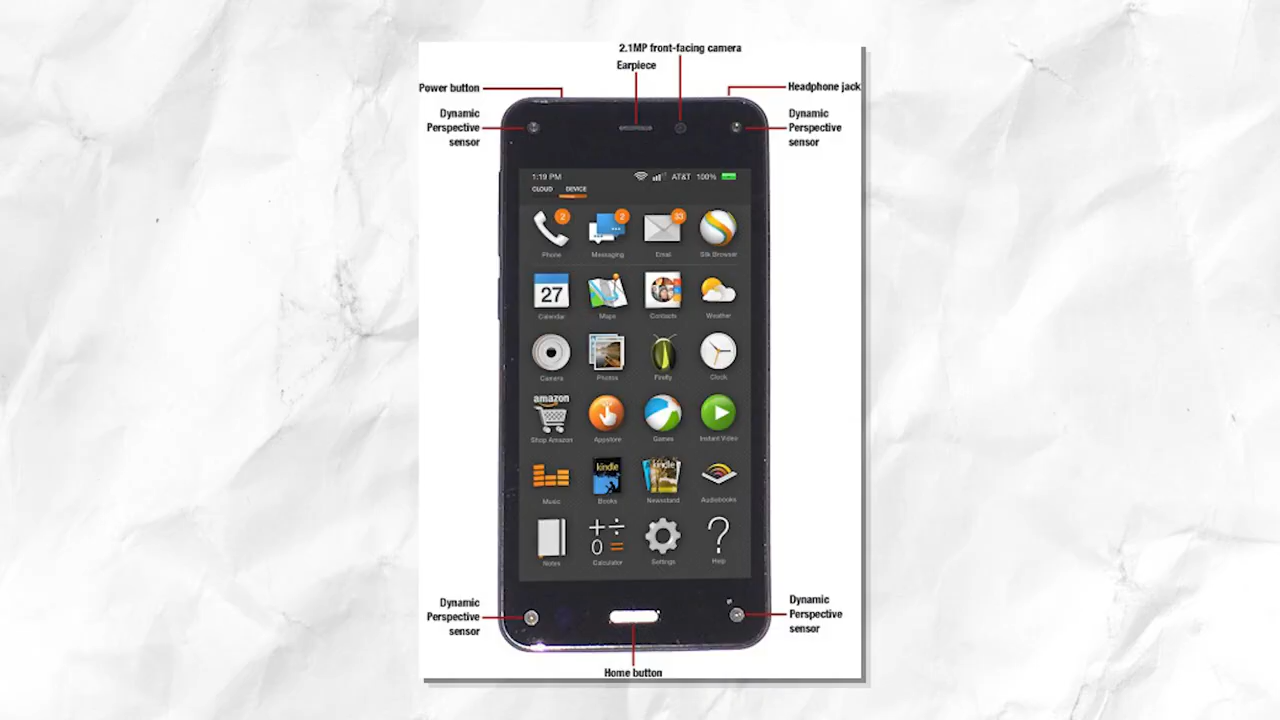 2.1MP front-facing camera
Earpiece
Power button
Headphone jack
Dynamic
Perspective
sensor
Dynamic
Perspective
sensor
1:19 PM AT&T 100%
CLOUD DEVICE
2 2 33
Phone Messaging Email Silk Browser
27
Calendar Maps Contacts Weather
Camera Photos Firefly Clock
amazon
Shop Amazon Appstore Games Instant Video
kindle kindle
Music Books Newsstand Audiobooks
Notes Calculator Settings Help
Dynamic
Perspective
sensor
Dynamic
Perspective
sensor
Home button